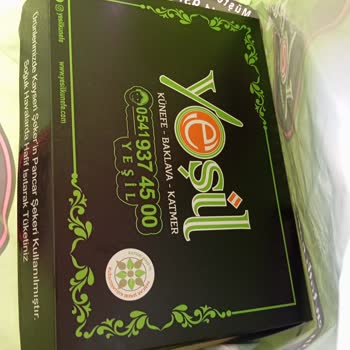 yeşil
KÜNEFE - BAKLAVA - KATMER
0541 937 45 00
YEŞİL
www.yesilkunefe.com
yesilkunefe
Ürünlerimizde Kayseri Şeker'in Pancar Şekeri Kullanılmıştır.
Soğuk Havalarda Hafif Isıtarak Tüketiniz